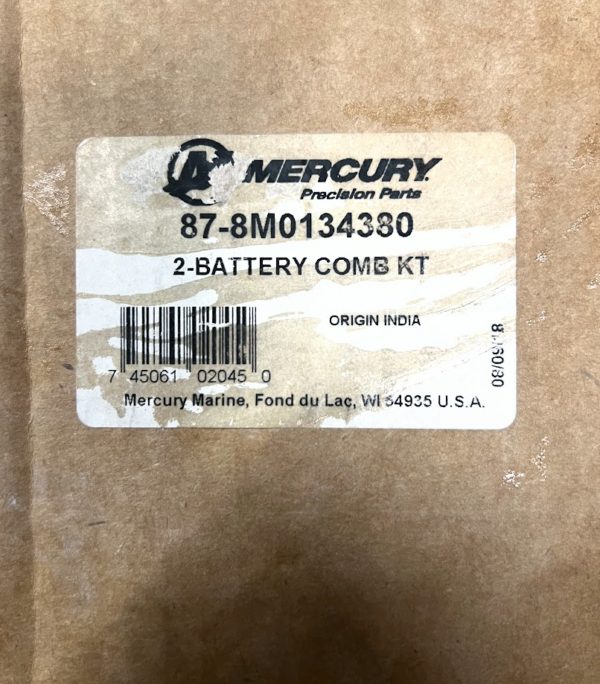 MERCURY
Precision Parts
87-8M0134380
2-BATTERY COMB KT
ORIGIN INDIA
7 45061 02045 0
Mercury Marine, Fond du Lac, WI 54935 U.S.A.